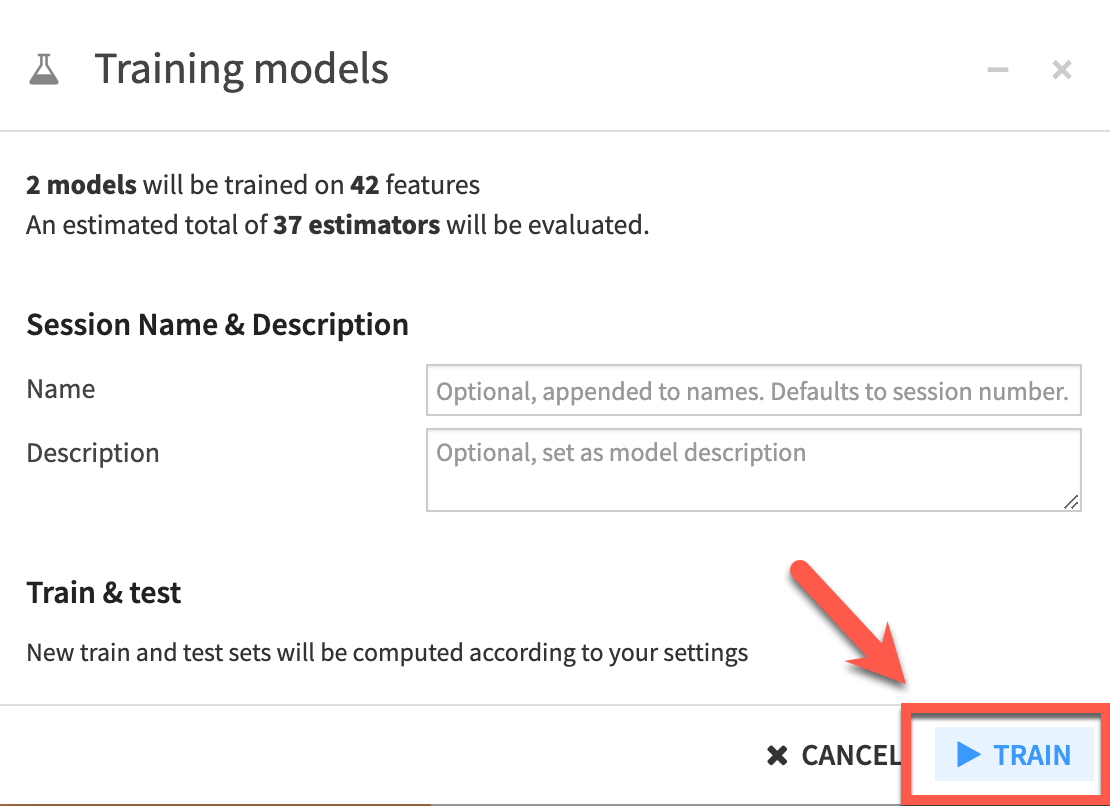 Training models
2 models will be trained on 42 features
An estimated total of 37 estimators will be evaluated.
Session Name & Description
Name
Optional, appended to names. Defaults to session number.
Description
Optional, set as model description
Train & test
New train and test sets will be computed according to your settings
CANCEL
TRAIN